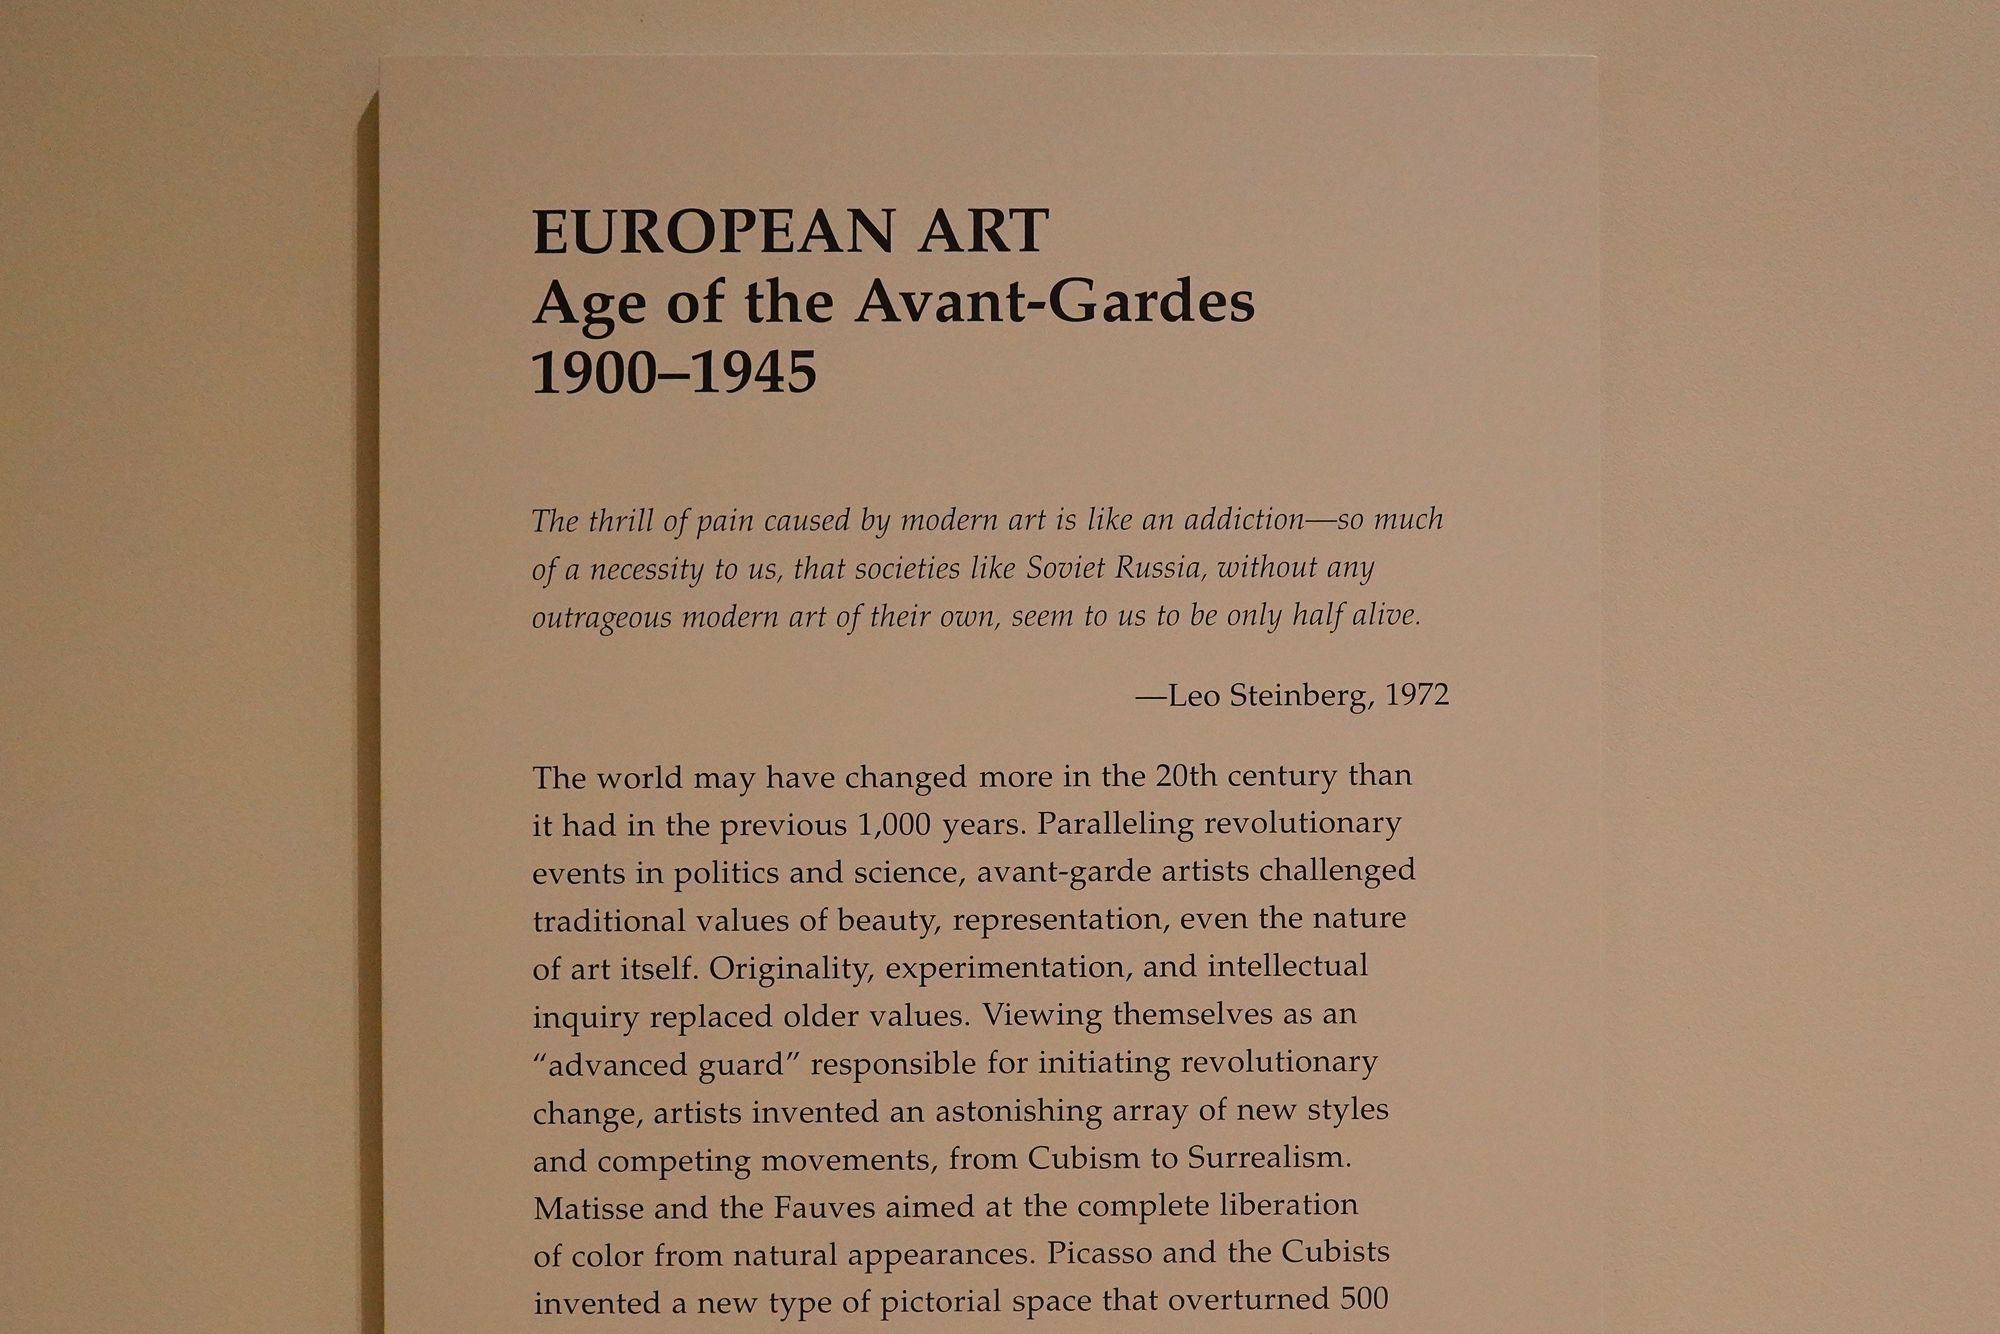 EUROPEAN ART
Age of the Avant-Gardes
1900–1945
The thrill of pain caused by modern art is like an addiction—so much
of a necessity to us, that societies like Soviet Russia, without any
outrageous modern art of their own, seem to us to be only half alive.
—Leo Steinberg, 1972
The world may have changed more in the 20th century than
it had in the previous 1,000 years. Paralleling revolutionary
events in politics and science, avant-garde artists challenged
traditional values of beauty, representation, even the nature
of art itself. Originality, experimentation, and intellectual
inquiry replaced older values. Viewing themselves as an
“advanced guard” responsible for initiating revolutionary
change, artists invented an astonishing array of new styles
and competing movements, from Cubism to Surrealism.
Matisse and the Fauves aimed at the complete liberation
of color from natural appearances. Picasso and the Cubists
invented a new type of pictorial space that overturned 500